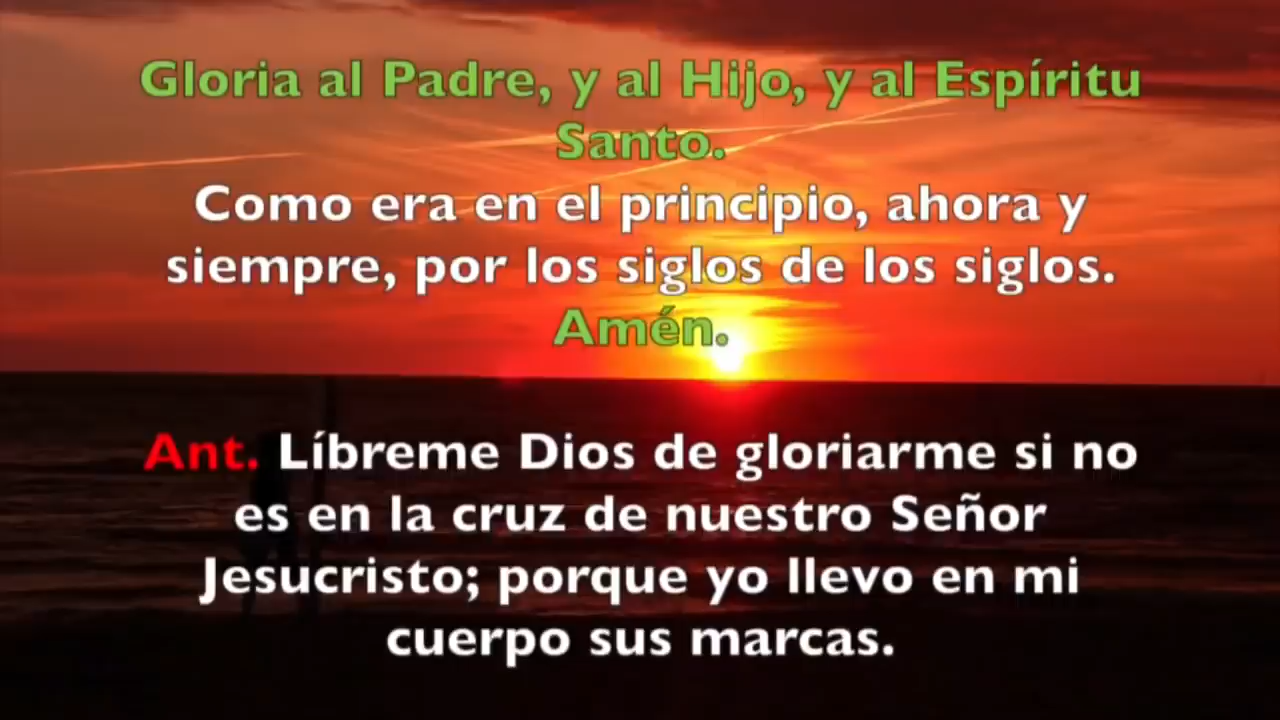 Gloria al Padre, y al Hijo, y al Espíritu
Santo.
Como era en el principio, ahora y
siempre, por los siglos de los siglos.
Amén.
Ant. Líbreme Dios de gloriarme si no
es en la cruz de nuestro Señor
Jesucristo; porque yo llevo en mi
cuerpo sus marcas.